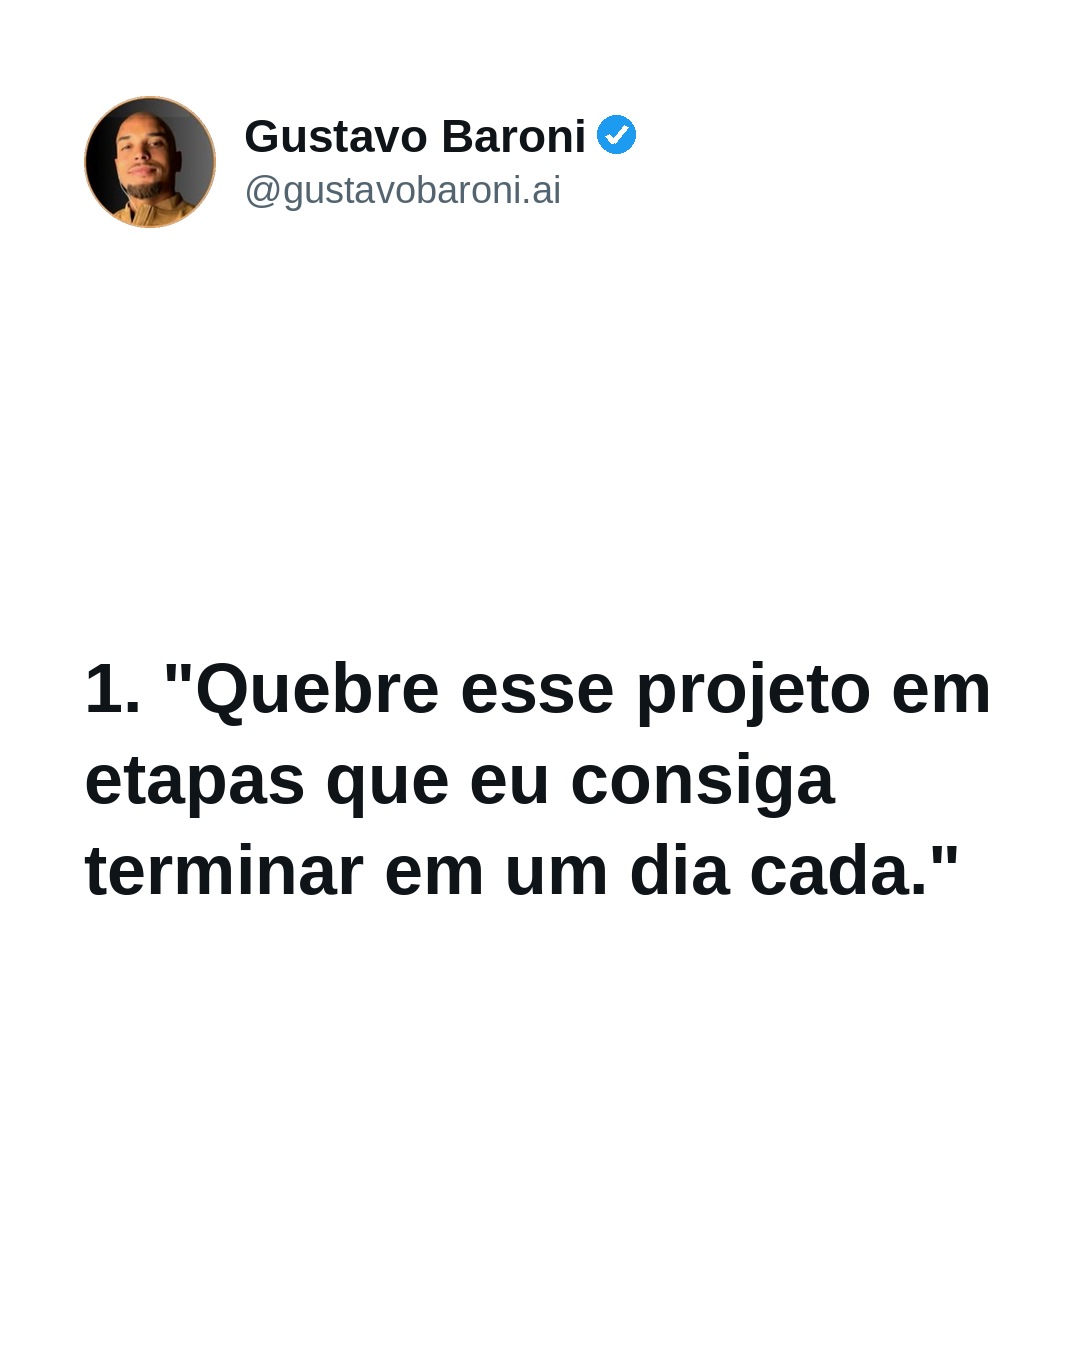 Gustavo Baroni
@gustavobaroni.ai
1. "Quebre esse projeto em
etapas que eu consiga
terminar em um dia cada."